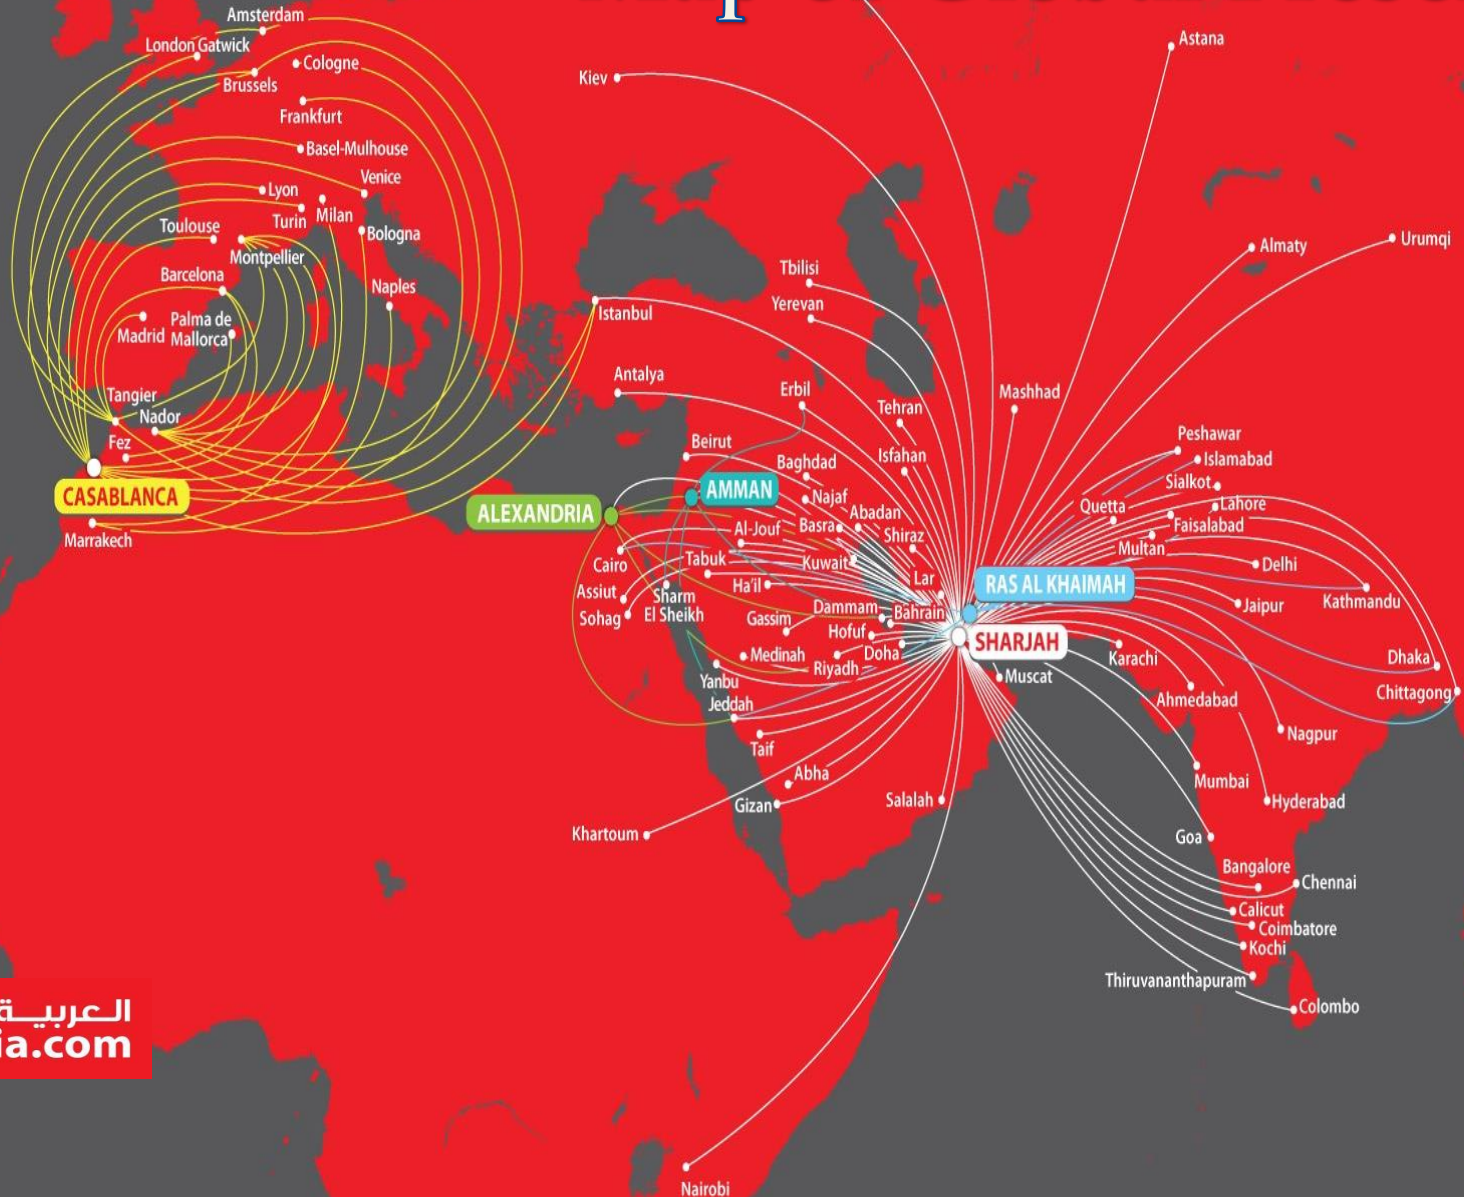 Amsterdam
London Gatwick
Cologne
Brussels
Frankfurt
Basel-Mulhouse
Venice
Lyon
Turin
Milan
Toulouse
Bologna
Montpellier
Barcelona
Naples
Madrid
Palma de
Mallorca
Tangier
Nador
Fez
CASABLANCA
Marrakech
Kiev
Astana
Almaty
Urumqi
Tbilisi
Yerevan
Istanbul
Antalya
Erbil
Mashhad
Tehran
Beirut
Isfahan
Baghdad
Peshawar
Islamabad
Sialkot
AMMAN
Najaf
ALEXANDRIA
Abadan
Quetta
Lahore
Al-Jouf
Basra
Faisalabad
Shiraz
Multan
Cairo
Tabuk
Kuwait
Delhi
Lar
RAS AL KHAIMAH
Assiut
Ha'il
Sharm
El Sheikh
Kathmandu
Sohag
Gassim
Dammam
Bahrain
Jaipur
Hofuf
SHARJAH
Medinah
Riyadh
Doha
Karachi
Dhaka
Yanbu
Muscat
Chittagong
Jeddah
Ahmedabad
Taif
Nagpur
Abha
Mumbai
Gizan
Salalah
Hyderabad
Khartoum
Goa
Bangalore
Chennai
Calicut
Coimbatore
Kochi
Thiruvananthapuram
Colombo
العربية
ia.com
Nairobi